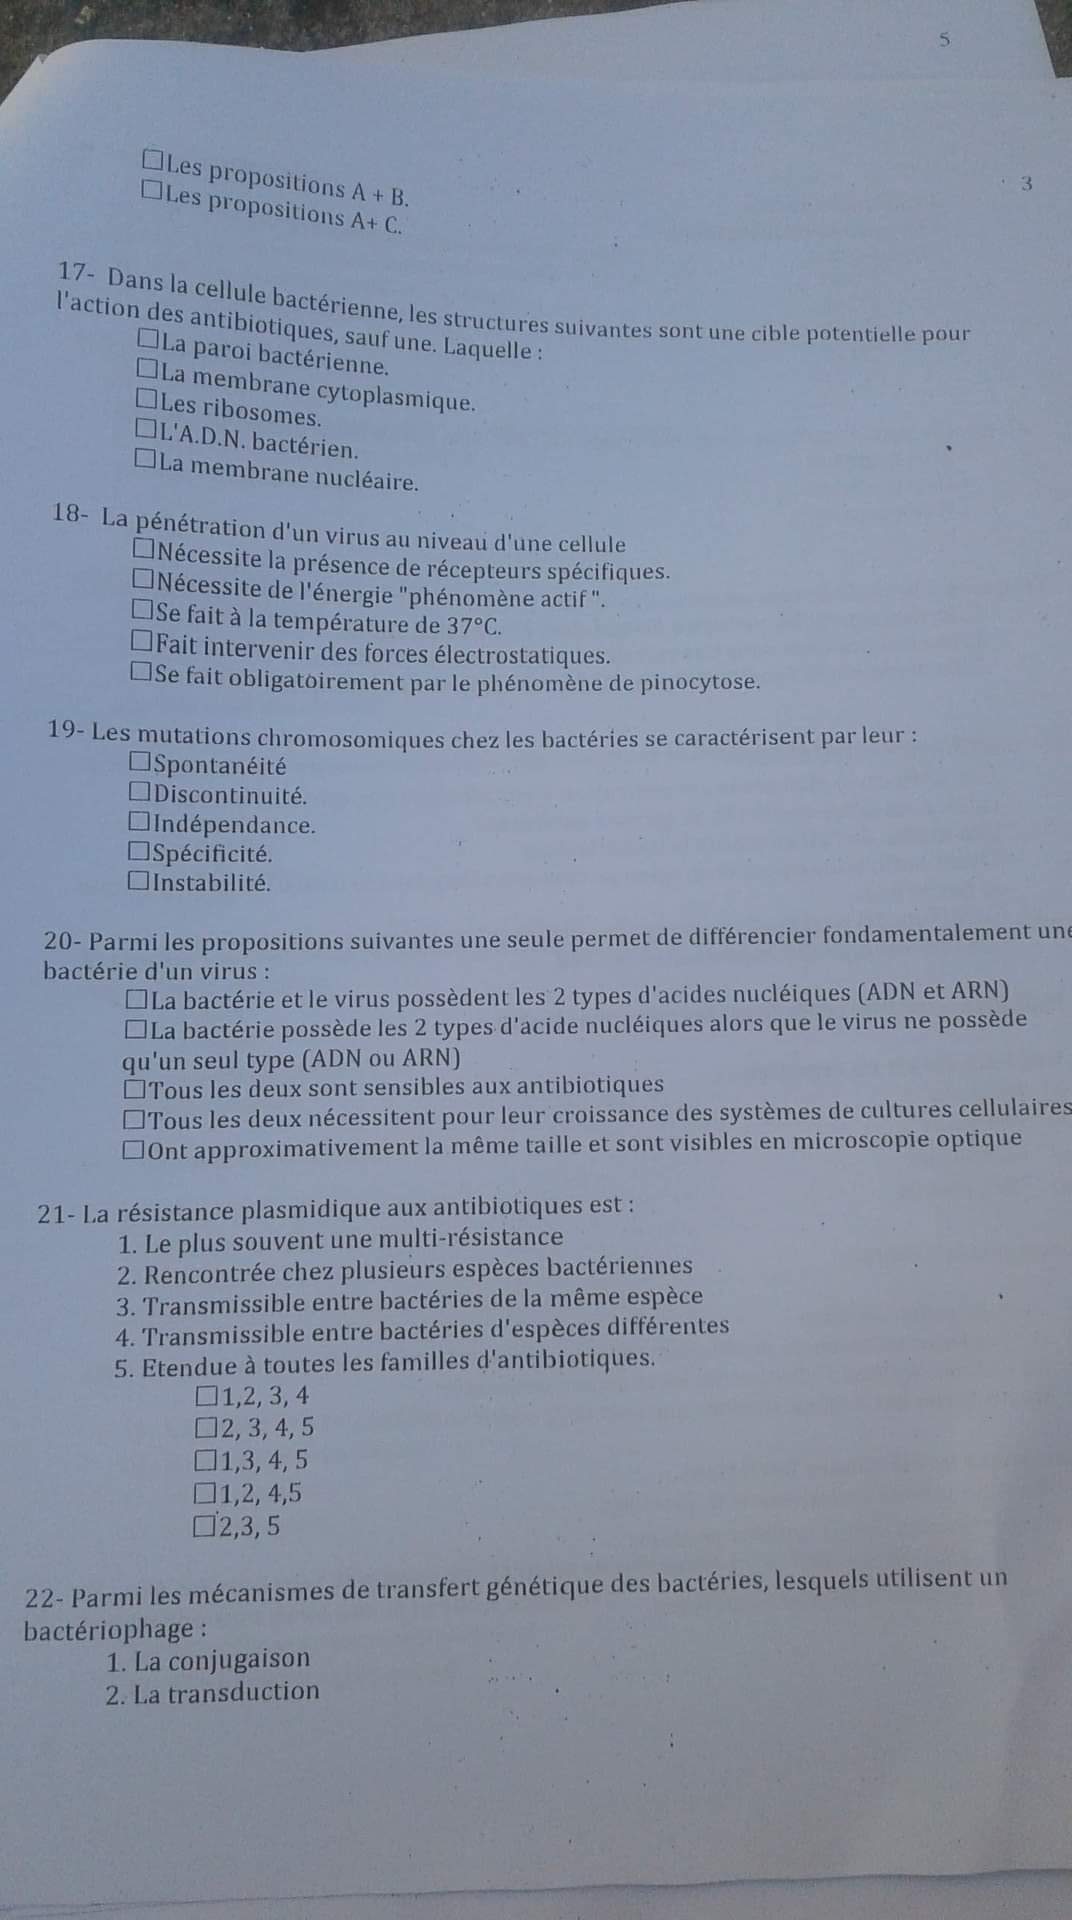 5
3
☐Les propositions A + B.
☐Les propositions A+ C.
17- Dans la cellule bactérienne, les structures suivantes sont une cible potentielle pour
l'action des antibiotiques, sauf une. Laquelle :
☐La paroi bactérienne.
☐La membrane cytoplasmique.
☐Les ribosomes.
☐L'A.D.N. bactérien.
☐La membrane nucléaire.
18- La pénétration d'un virus au niveau d'une cellule
☐Nécessite la présence de récepteurs spécifiques.
☐Nécessite de l'énergie "phénomène actif ".
☐Se fait à la température de 37°C.
☐Fait intervenir des forces électrostatiques.
☐Se fait obligatoirement par le phénomène de pinocytose.
19- Les mutations chromosomiques chez les bactéries se caractérisent par leur :
☐Spontanéité
☐Discontinuité.
☐Indépendance.
☐Spécificité.
☐Instabilité.
20- Parmi les propositions suivantes une seule permet de différencier fondamentalement une
bactérie d'un virus :
☐La bactérie et le virus possèdent les 2 types d'acides nucléiques (ADN et ARN)
☐La bactérie possède les 2 types d'acide nucléiques alors que le virus ne possède
qu'un seul type (ADN ou ARN)
☐Tous les deux sont sensibles aux antibiotiques
☐Tous les deux nécessitent pour leur croissance des systèmes de cultures cellulaires
☐Ont approximativement la même taille et sont visibles en microscopie optique
21- La résistance plasmidique aux antibiotiques est :
1. Le plus souvent une multi-résistance
2. Rencontrée chez plusieurs espèces bactériennes
3. Transmissible entre bactéries de la même espèce
4. Transmissible entre bactéries d'espèces différentes
5. Etendue à toutes les familles d'antibiotiques.
☐1,2, 3, 4
☐2, 3, 4, 5
☐1,3, 4, 5
☐1,2, 4,5
☐2,3, 5
22- Parmi les mécanismes de transfert génétique des bactéries, lesquels utilisent un
bactériophage :
1. La conjugaison
2. La transduction